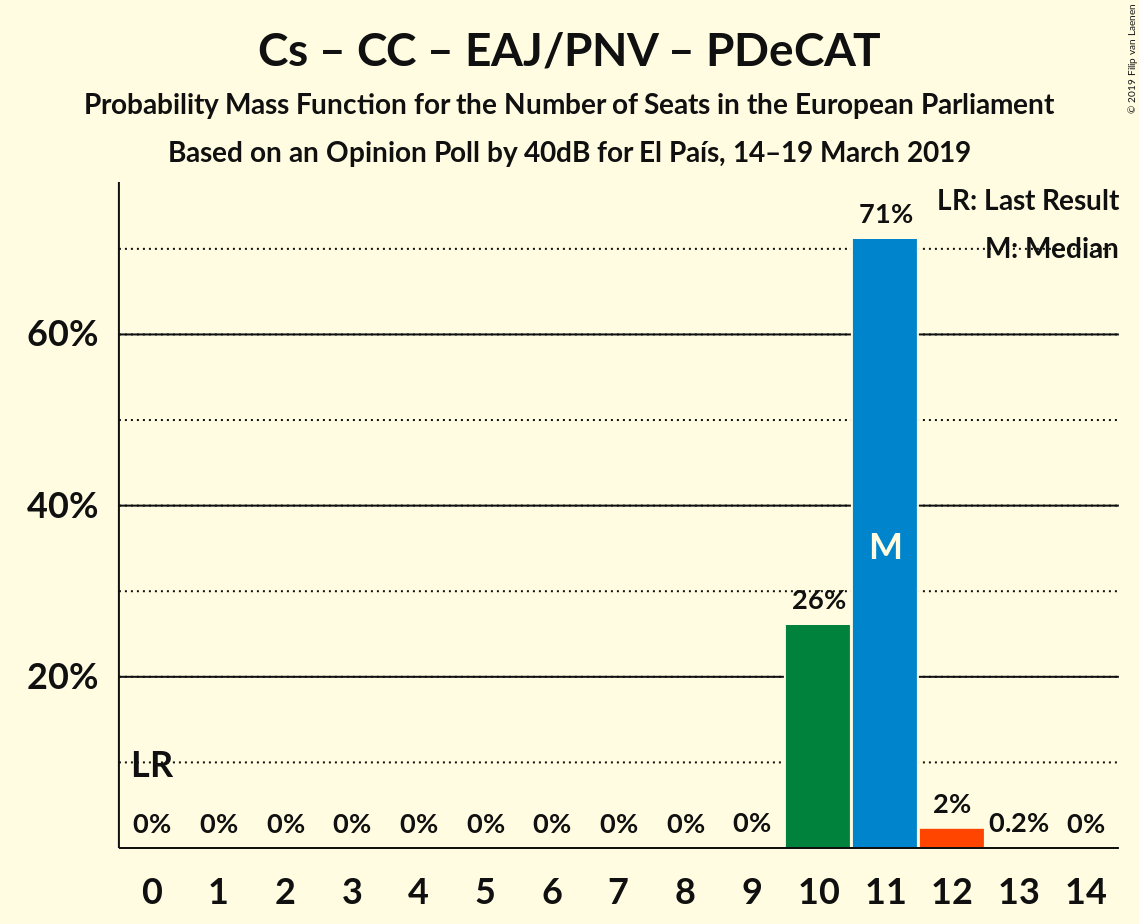 Cs – CC – EAJ/PNV – PDeCAT
Probability Mass Function for the Number of Seats in the European Parliament
Based on an Opinion Poll by 40dB for El País, 14–19 March 2019
© 2019 Filip van Laenen
LR: Last Result
M: Median
71%
60%
40%
M
26%
20%
LR
2%
0% 0% 0% 0% 0% 0% 0% 0% 0% 0% 0.2% 0%
0 1 2 3 4 5 6 7 8 9 10 11 12 13 14